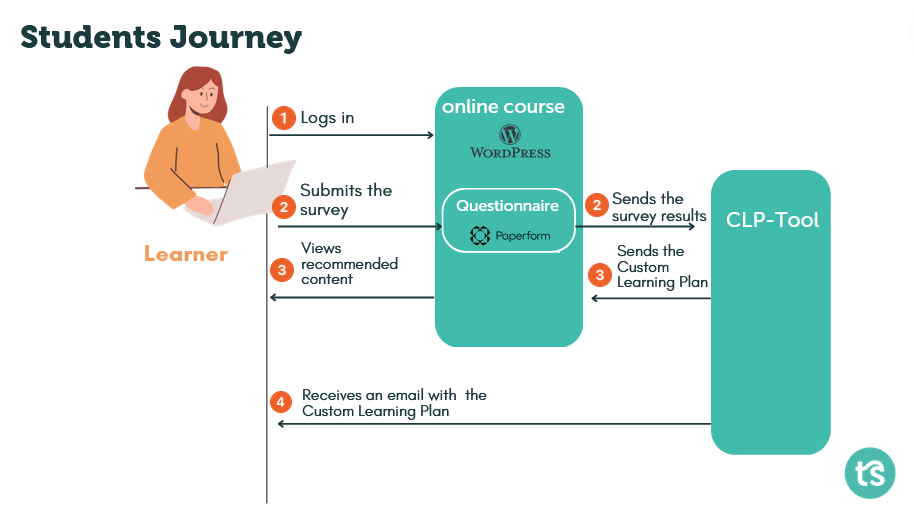 Students Journey
online course
1 Logs in
WORDPRESS
2 Submits the
survey
Questionnaire
Paperform
2 Sends the
survey results
CLP-Tool
Learner
3 Views
recommended
content
3 Sends the
Custom
Learning Plan
4 Receives an email with the
Custom Learning Plan
ts